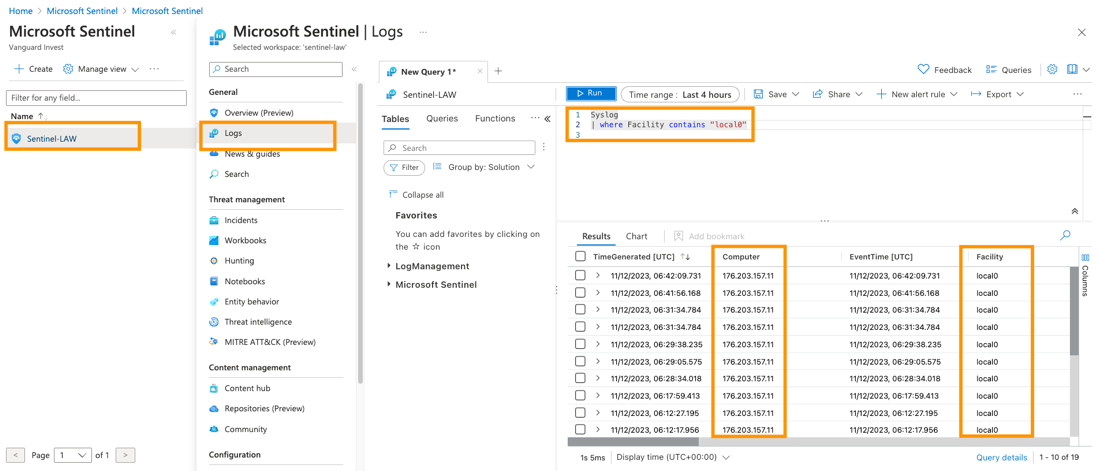 Home > Microsoft Sentinel > Microsoft Sentinel
Microsoft Sentinel «
Vanguard Invest
+ Create Manage view ···
Filter for any field...
Name ↑
Sentinel-LAW
< Page 1 of 1 >
Microsoft Sentinel | Logs ···
Selected workspace: 'sentinel-law'
Search «
General
Overview (Preview)
Logs
News & guides
Search
Threat management
Incidents
Workbooks
Hunting
Notebooks
Entity behavior
Threat intelligence
MITRE ATT&CK (Preview)
Content management
Content hub
Repositories (Preview)
Community
Configuration
New Query 1* × +
Feedback Queries
Sentinel-LAW
Run Time range : Last 4 hours Save Share + New alert rule Export ···
Tables Queries Functions ··· «
Search
Filter Group by: Solution
Collapse all
Favorites
You can add favorites by clicking on
the ☆ icon
LogManagement
Microsoft Sentinel
1 Syslog
2 | where Facility contains "local0"
3
Results Chart Add bookmark
TimeGenerated [UTC] ↑↓ Computer EventTime [UTC] Facility
11/12/2023, 06:42:09.731 176.203.157.11 11/12/2023, 06:42:09.731 local0
11/12/2023, 06:41:56.168 176.203.157.11 11/12/2023, 06:41:56.168 local0
11/12/2023, 06:31:34.784 176.203.157.11 11/12/2023, 06:31:34.784 local0
11/12/2023, 06:31:34.784 176.203.157.11 11/12/2023, 06:31:34.784 local0
11/12/2023, 06:29:38.235 176.203.157.11 11/12/2023, 06:29:38.235 local0
11/12/2023, 06:29:05.575 176.203.157.11 11/12/2023, 06:29:05.575 local0
11/12/2023, 06:28:34.018 176.203.157.11 11/12/2023, 06:28:34.018 local0
11/12/2023, 06:17:59.413 176.203.157.11 11/12/2023, 06:17:59.413 local0
11/12/2023, 06:12:27.195 176.203.157.11 11/12/2023, 06:12:27.195 local0
11/12/2023, 06:12:17.956 176.203.157.11 11/12/2023, 06:12:17.956 local0
Columns
1s 5ms Display time (UTC+00:00) Query details 1 - 10 of 19